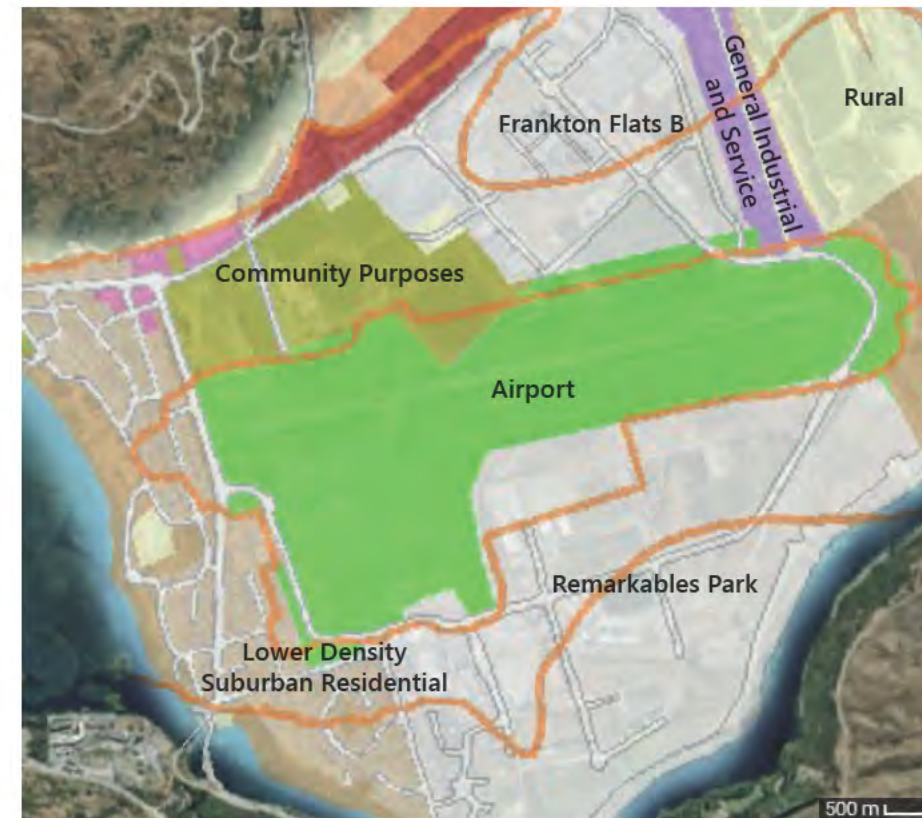 Frankton Flats B
General Industrial
and Service
Rural
Community Purposes
Airport
Remarkables Park
Lower Density
Suburban Residential
500 m